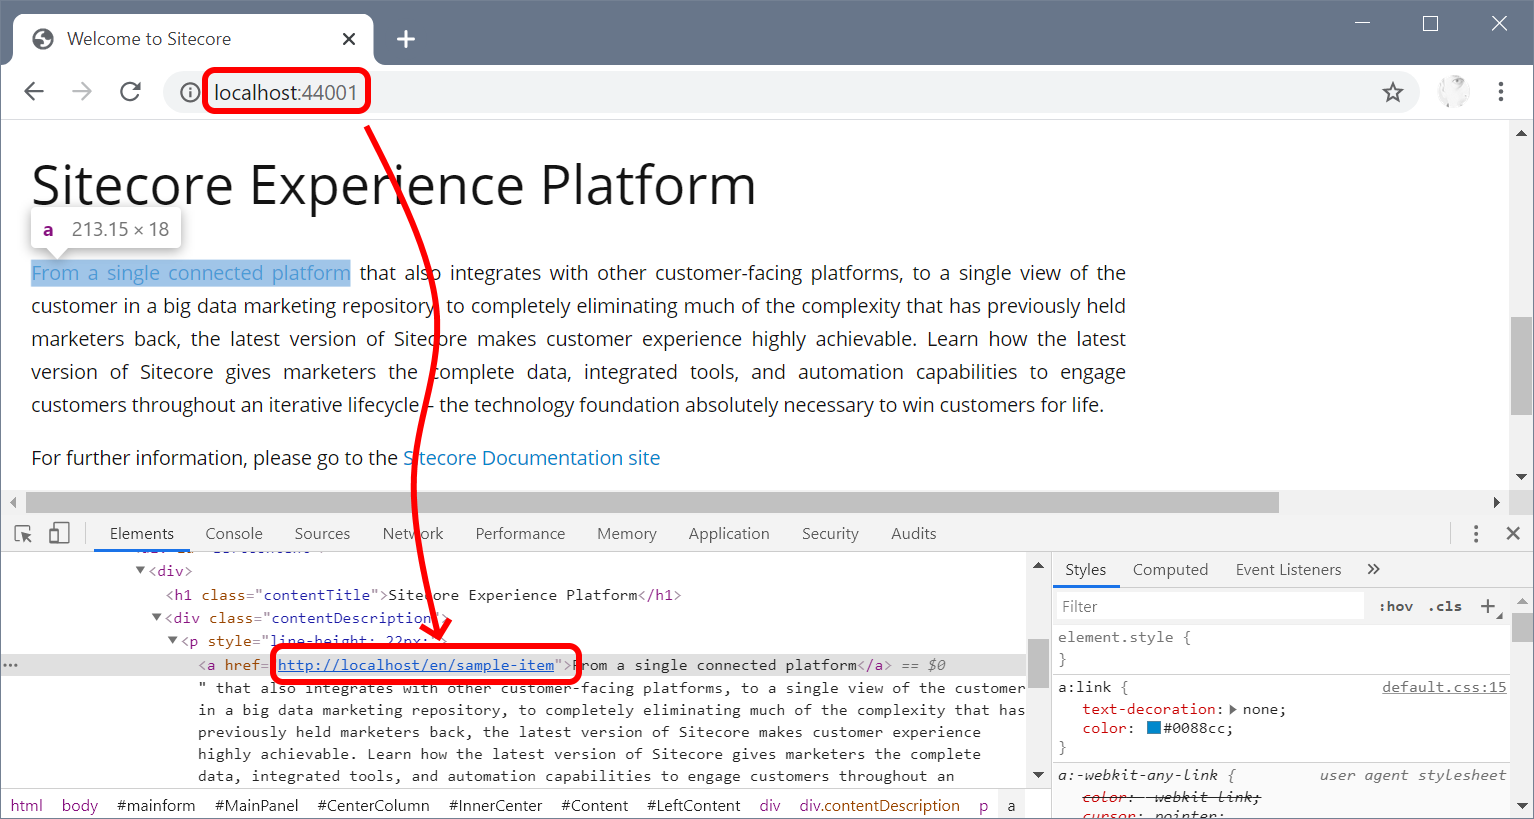 Welcome to Sitecore
localhost:44001
Sitecore Experience Platform
a 213.15 × 18
From a single connected platform that also integrates with other customer-facing platforms, to a single view of the
customer in a big data marketing repository, to completely eliminating much of the complexity that has previously held
marketers back, the latest version of Sitecore makes customer experience highly achievable. Learn how the latest
version of Sitecore gives marketers the complete data, integrated tools, and automation capabilities to engage
customers throughout an iterative lifecycle – the technology foundation absolutely necessary to win customers for life.
For further information, please go to the Sitecore Documentation site
Elements Console Sources Network Performance Memory Application Security Audits
<div>
<h1 class="contentTitle">Sitecore Experience Platform</h1>
<div class="contentDescription">
<p style="line-height: 22px;">
<a href="http://localhost/en/sample-item">From a single connected platform</a> == $0
" that also integrates with other customer-facing platforms, to a single view of the customer
in a big data marketing repository, to completely eliminating much of the complexity that has
previously held marketers back, the latest version of Sitecore makes customer experience
highly achievable. Learn how the latest version of Sitecore gives marketers the complete
data, integrated tools, and automation capabilities to engage customers throughout an
html body #mainform #MainPanel #CenterColumn #InnerCenter #Content #LeftContent div div.contentDescription p a
Styles Computed Event Listeners »
Filter :hov .cls +
element.style {
}
a:link { default.css:15
text-decoration: none;
color: #0088cc;
}
a:-webkit-any-link { user agent stylesheet
color: -webkit-link;
cursor: pointer;